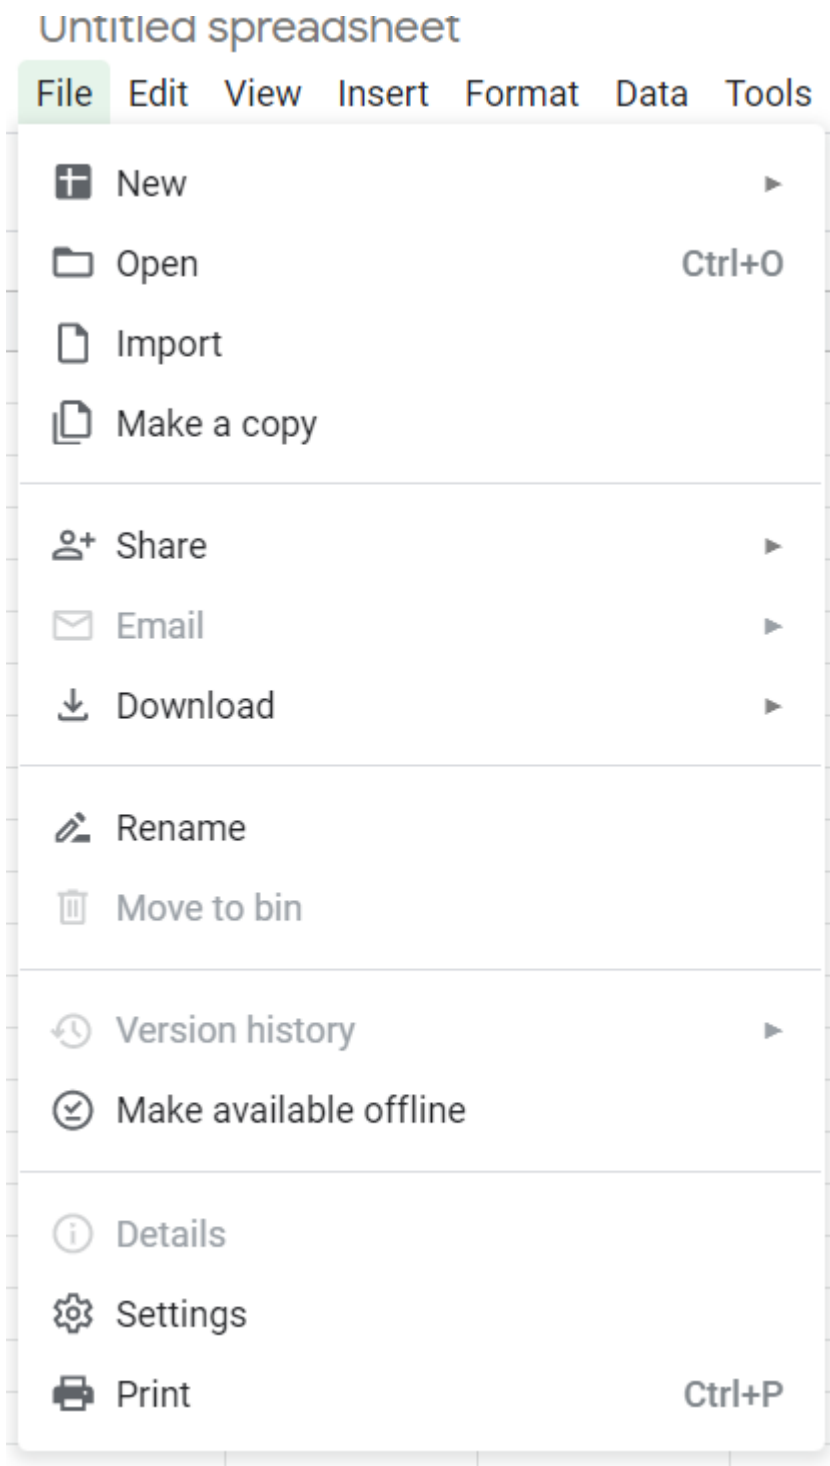 Untitled spreadsheet
File Edit View Insert Format Data Tools
New
Open Ctrl+O
Import
Make a copy
Share
Email
Download
Rename
Move to bin
Version history
Make available offline
Details
Settings
Print Ctrl+P